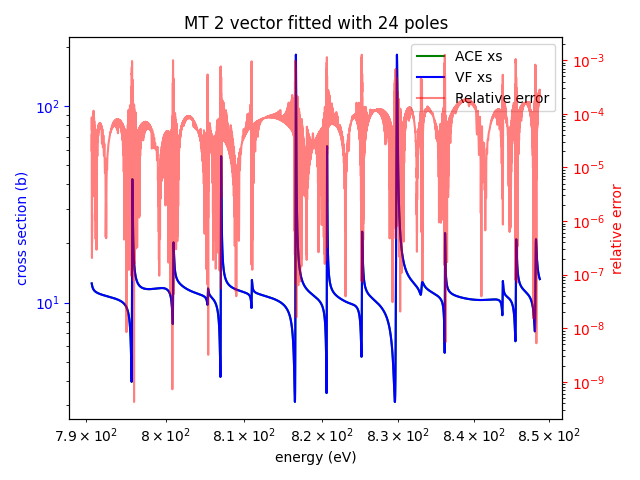 MT 2 vector fitted with 24 poles
ACE xs
VF xs
Relative error
cross section (b)
10²
10¹
relative error
10⁻³
10⁻⁴
10⁻⁵
10⁻⁶
10⁻⁷
10⁻⁸
10⁻⁹
7.9 × 10² 8 × 10² 8.1 × 10² 8.2 × 10² 8.3 × 10² 8.4 × 10² 8.5 × 10²
energy (eV)